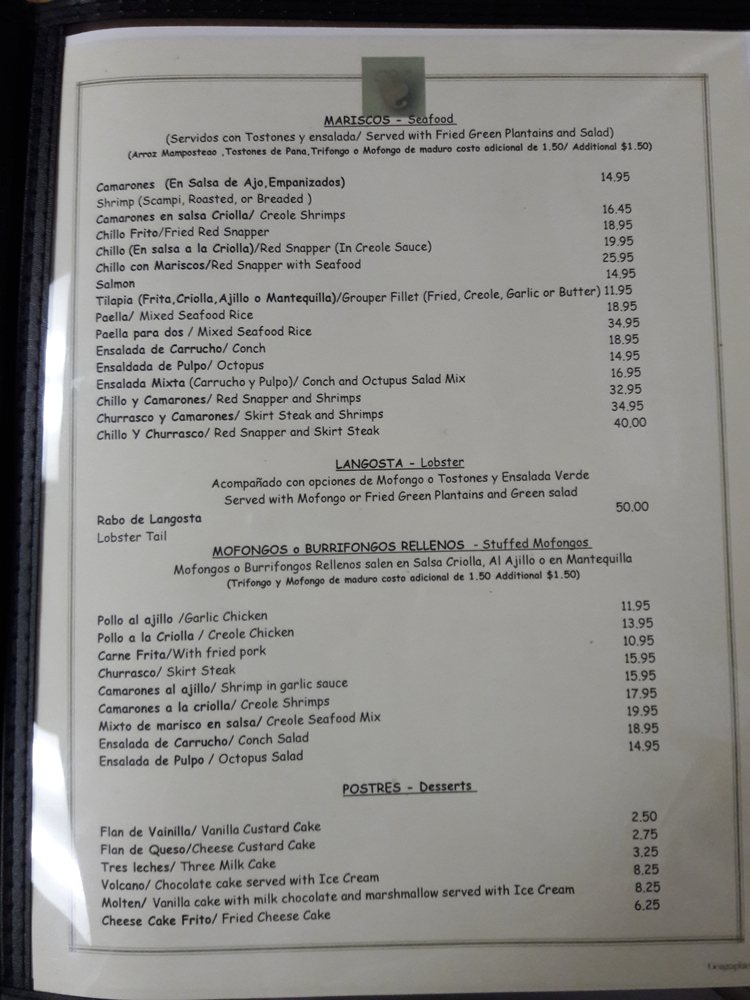 MARISCOS - Seafood
(Servidos con Tostones y ensalada/ Served with Fried Green Plantains and Salad)
(Arroz Mamposteao ,Tostones de Pana,Trifongo o Mofongo de maduro costo adicional de 1.50/ Additional $1.50)
Camarones (En Salsa de Ajo,Empanizados) 14.95
Shrimp (Scampi, Roasted, or Breaded )
Camarones en salsa Criolla/ Creole Shrimps 16.45
Chillo Frito/Fried Red Snapper 18.95
Chillo (En salsa a la Criolla)/Red Snapper (In Creole Sauce) 19.95
Chillo con Mariscos/Red Snapper with Seafood 25.95
Salmon 14.95
Tilapia (Frita,Criolla,Ajillo o Mantequilla)/Grouper Fillet (Fried, Creole, Garlic or Butter) 11.95
Paella/ Mixed Seafood Rice 18.95
Paella para dos / Mixed Seafood Rice 34.95
Ensalada de Carrucho/ Conch 18.95
Ensaldada de Pulpo/ Octopus 14.95
Ensalada Mixta (Carrucho y Pulpo)/ Conch and Octupus Salad Mix 16.95
Chillo y Camarones/ Red Snapper and Shrimps 32.95
Churrasco y Camarones/ Skirt Steak and Shrimps 34.95
Chillo Y Churrasco/ Red Snapper and Skirt Steak 40.00
LANGOSTA - Lobster
Acompañado con opciones de Mofongo o Tostones y Ensalada Verde
Served with Mofongo or Fried Green Plantains and Green salad
Rabo de Langosta 50.00
Lobster Tail
MOFONGOS o BURRIFONGOS RELLENOS - Stuffed Mofongos
Mofongos o Burrifongos Rellenos salen en Salsa Criolla, Al Ajillo o en Mantequilla
(Trifongo y Mofongo de maduro costo adicional de 1.50 Additional $1.50)
Pollo al ajillo /Garlic Chicken 11.95
Pollo a la Criolla / Creole Chicken 13.95
Carne Frita/With fried pork 10.95
Churrasco/ Skirt Steak 15.95
Camarones al ajillo/ Shrimp in garlic sauce 15.95
Camarones a la criolla/ Creole Shrimps 17.95
Mixto de marisco en salsa/ Creole Seafood Mix 19.95
Ensalada de Carrucho/ Conch Salad 18.95
Ensalada de Pulpo / Octopus Salad 14.95
POSTRES - Desserts
Flan de Vainilla/ Vanilla Custard Cake 2.50
Flan de Queso/Cheese Custard Cake 2.75
Tres leches/ Three Milk Cake 3.25
Volcano/ Chocolate cake served with Ice Cream 8.25
Molten/ Vanilla cake with milk chocolate and marshmallow served with Ice Cream 8.25
Cheese Cake Frito/ Fried Cheese Cake 6.25